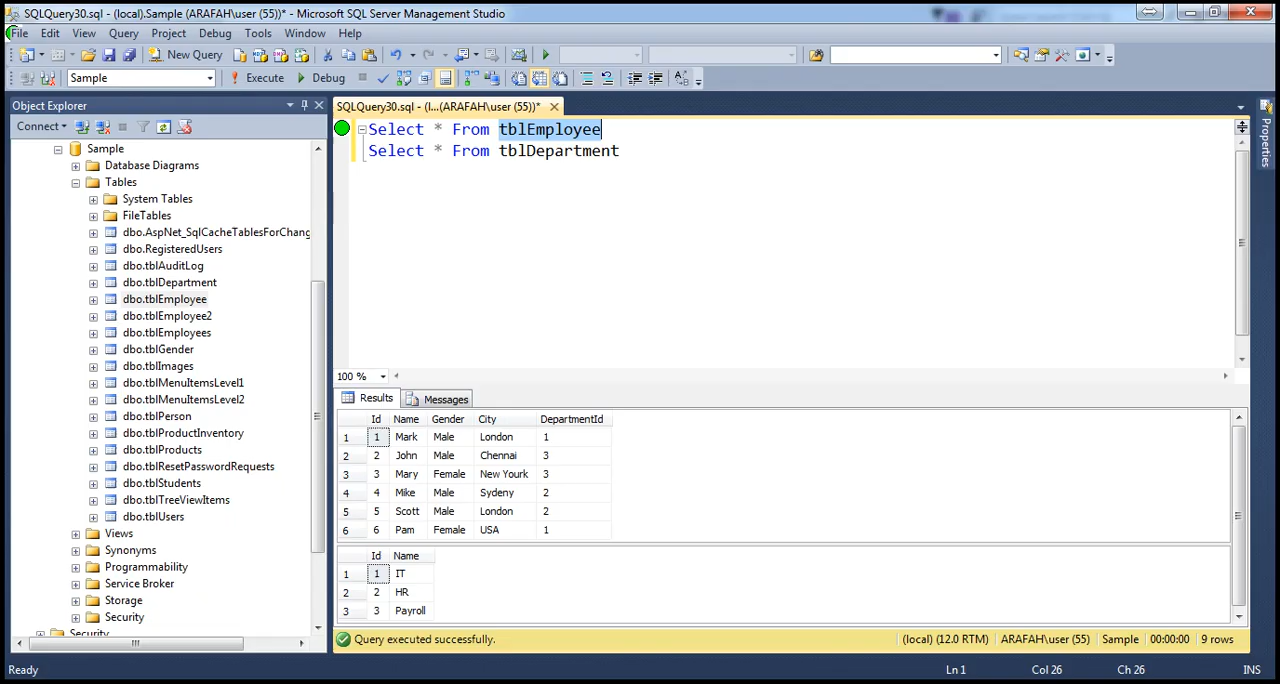 SQLQuery30.sql - (local).Sample (ARAFAH\user (55))* - Microsoft SQL Server Management Studio
File Edit View Query Project Debug Tools Window Help
New Query
Sample Execute Debug
Object Explorer
SQLQuery30.sql - (l...(ARAFAH\user (55))*
Connect
Sample
Database Diagrams
Tables
System Tables
FileTables
dbo.AspNet_SqlCacheTablesForChang
dbo.RegisteredUsers
dbo.tblAuditLog
dbo.tblDepartment
dbo.tblEmployee
dbo.tblEmployee2
dbo.tblEmployees
dbo.tblGender
dbo.tblImages
dbo.tblMenuItemsLevel1
dbo.tblMenuItemsLevel2
dbo.tblPerson
dbo.tblProductInventory
dbo.tblProducts
dbo.tblResetPasswordRequests
dbo.tblStudents
dbo.tblTreeViewItems
dbo.tblUsers
Views
Synonyms
Programmability
Service Broker
Storage
Security
Security
Select * From tblEmployee
Select * From tblDepartment
100 %
Results Messages
Id Name Gender City DepartmentId
1 1 Mark Male London 1
2 2 John Male Chennai 3
3 3 Mary Female New Yourk 3
4 4 Mike Male Sydeny 2
5 5 Scott Male London 2
6 6 Pam Female USA 1
Id Name
1 1 IT
2 2 HR
3 3 Payroll
Query executed successfully. (local) (12.0 RTM) ARAFAH\user (55) Sample 00:00:00 9 rows
Properties
Ready Ln 1 Col 26 Ch 26 INS